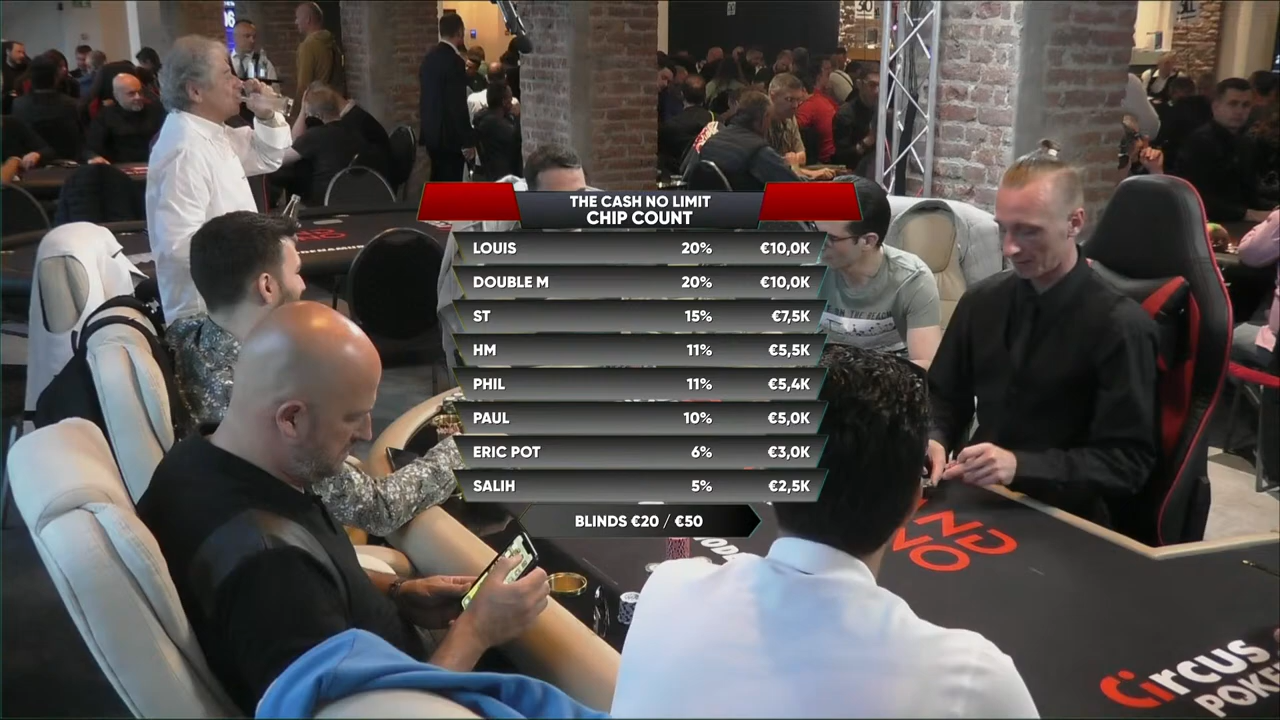 THE CASH NO LIMIT
CHIP COUNT
LOUIS 20% €10,0K
DOUBLE M 20% €10,0K
ST 15% €7,5K
HM 11% €5,5K
PHIL 11% €5,4K
PAUL 10% €5,0K
ERIC POT 6% €3,0K
SALIH 5% €2,5K
BLINDS €20 / €50
Circus
POKE